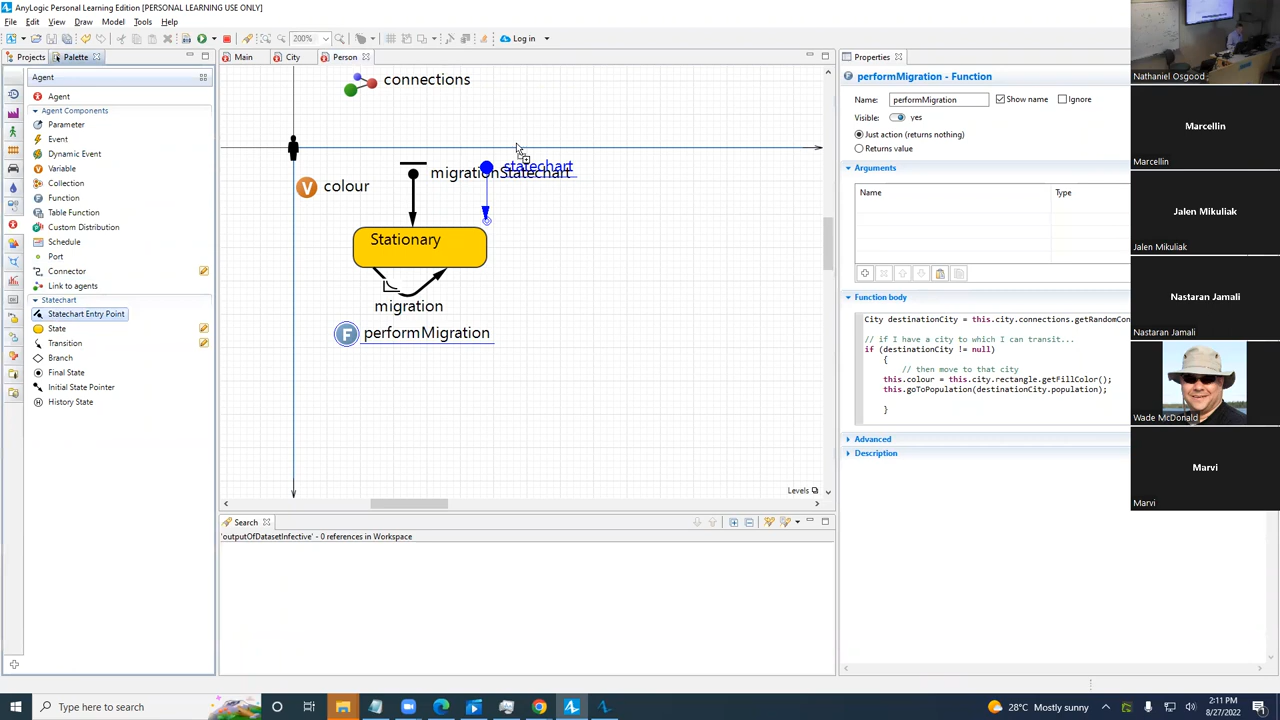 AnyLogic Personal Learning Edition [PERSONAL LEARNING USE ONLY]
File Edit View Draw Model Tools Help
200% Log in
Projects Palette Main City Person Properties
Agent
Agent
Agent Components
Parameter
Event
Dynamic Event
Variable
Collection
Function
Table Function
Custom Distribution
Schedule
Port
Connector
Link to agents
Statechart
Statechart Entry Point
State
Transition
Branch
Final State
Initial State Pointer
History State
connections
statechart
migrationStatechart
V colour
Stationary
migration
F performMigration
Levels
Search
'outputOfDatasetInfective' - 0 references in Workspace
performMigration - Function
Name: performMigration Show name Ignore
Visible: yes
Just action (returns nothing)
Returns value
Arguments
Name Type
Function body
City destinationCity = this.city.connections.getRandomCon
// if I have a city to which I can transit...
if (destinationCity != null)
{
// then move to that city
this.colour = this.city.rectangle.getFillColor();
this.goToPopulation(destinationCity.population);
}
Advanced
Description
Nathaniel Osgood
Marcellin
Marcellin
Jalen Mikuliak
Jalen Mikuliak
Nastaran Jamali
Nastaran Jamali
Wade McDonald
Marvi
Marvi
Type here to search
28°C Mostly sunny
2:11 PM
8/27/2022